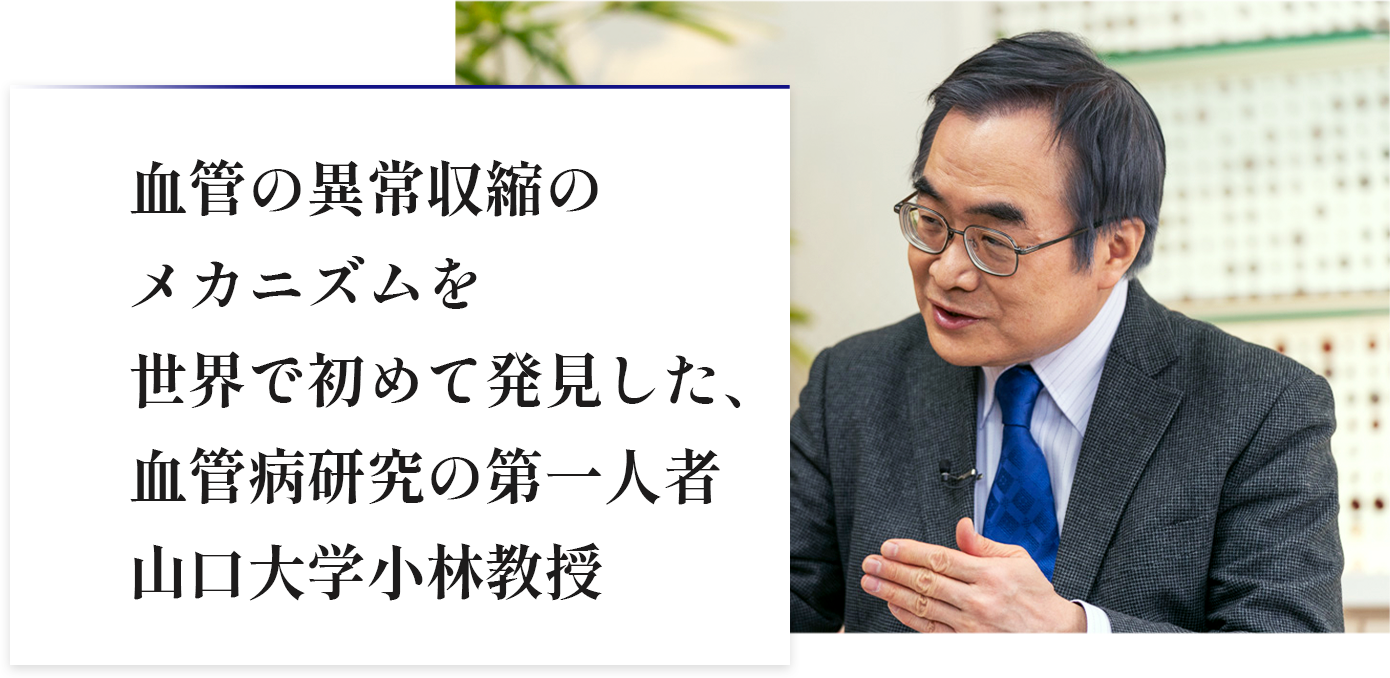 血管の異常収縮の
メカニズムを
世界で初めて発見した、
血管病研究の第一人者
山口大学小林教授